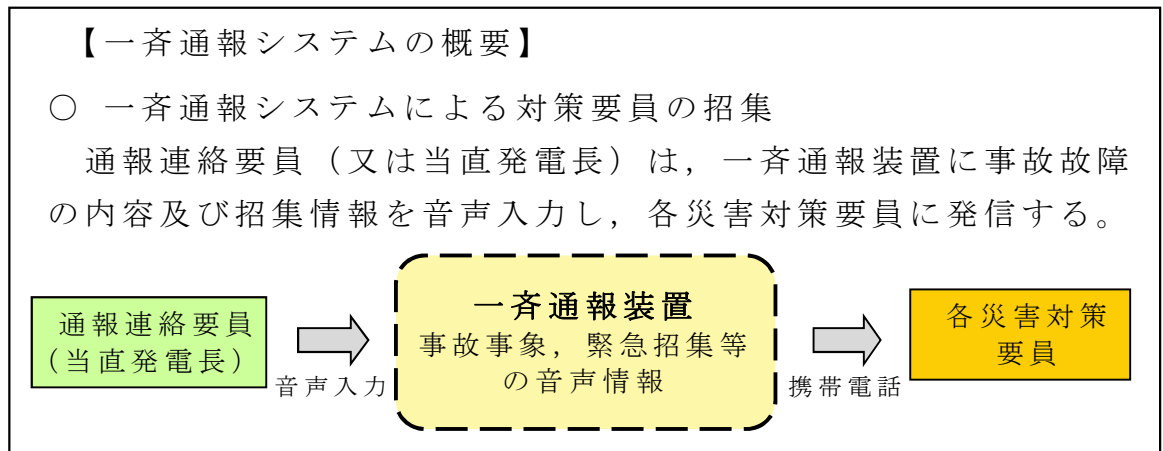 【一斉通報システムの概要】
○ 一斉通報システムによる対策要員の招集
通報連絡要員(又は当直発電長)は,一斉通報装置に事故故障
の内容及び招集情報を音声入力し,各災害対策要員に発信する。
通報連絡要員
(当直発電長)
音声入力
一斉通報装置
事故事象,緊急招集等
の音声情報
携帯電話
各災害対策
要員